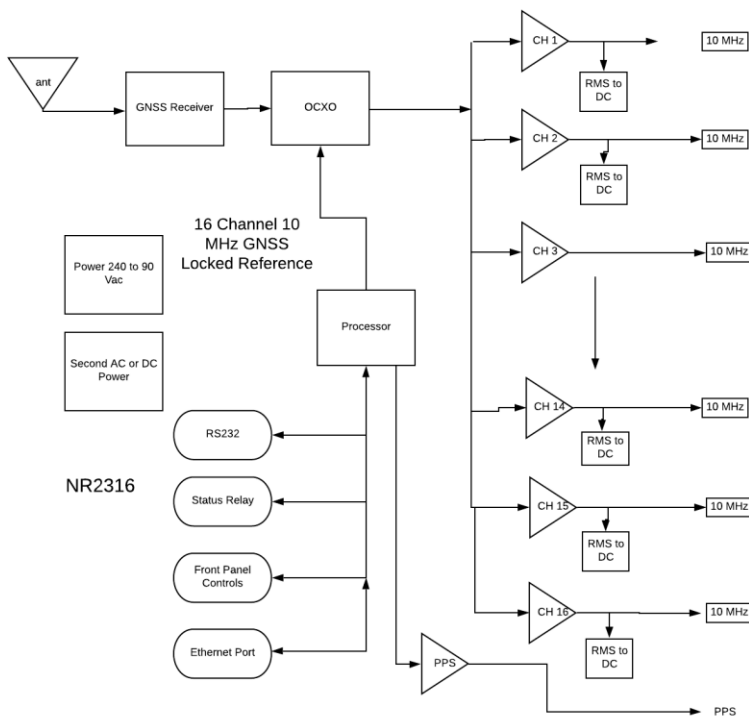 CH 1
10 MHz
ant
GNSS Receiver
OCXO
RMS to
DC
CH 2
10 MHz
RMS to
DC
16 Channel 10
MHz GNSS
Locked Reference
CH 3
10 MHz
Power 240 to 90
Vac
Processor
Second AC or DC
Power
CH 14
10 MHz
RS232
RMS to
DC
NR2316
Status Relay
CH 15
10 MHz
RMS to
DC
Front Panel
Controls
CH 16
10 MHz
Ethernet Port
RMS to
DC
PPS
PPS